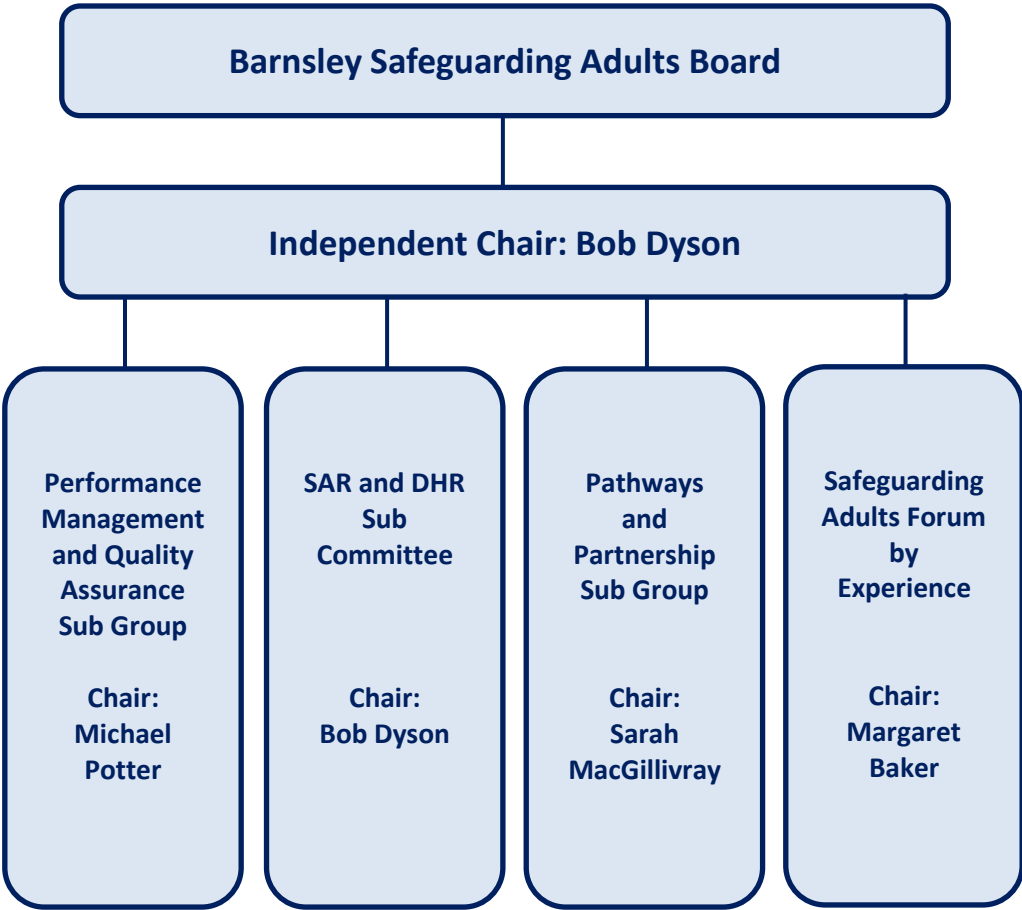 Barnsley Safeguarding Adults Board
Independent Chair: Bob Dyson
Performance
Management
and Quality
Assurance
Sub Group
Chair:
Michael
Potter
SAR and DHR
Sub
Committee
Chair:
Bob Dyson
Pathways
and
Partnership
Sub Group
Chair:
Sarah
MacGillivray
Safeguarding
Adults Forum
by
Experience
Chair:
Margaret
Baker